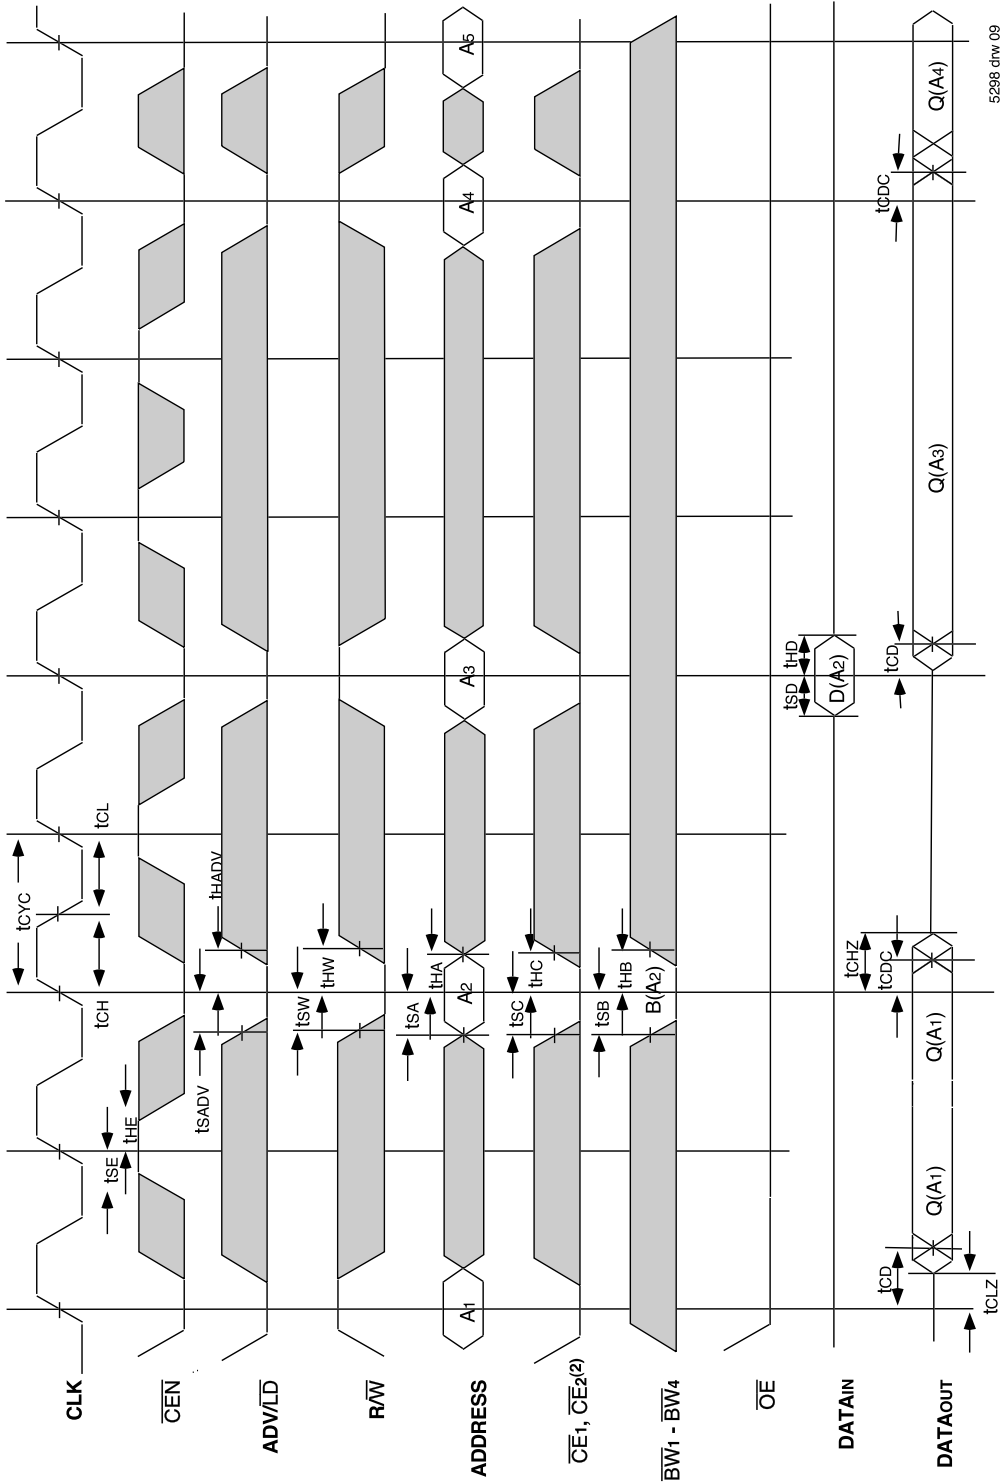 CLK
tCH
tCYC
tCL
CEN
tSE
tHE
ADV/LD
tSADV
tHADV
R/W
tSW
tHW
ADDRESS
A1
tSA
tHA
A2
A3
A4
A5
CE1, CE2(2)
tSC
tHC
BW1 - BW4
tSB
tHB
B(A2)
OE
DATAIN
tSD
tHD
D(A2)
DATAOUT
tCD
tCLZ
Q(A1)
Q(A1)
tCHZ
tCDC
tCD
Q(A3)
tCDC
Q(A4)
5298 drw 09